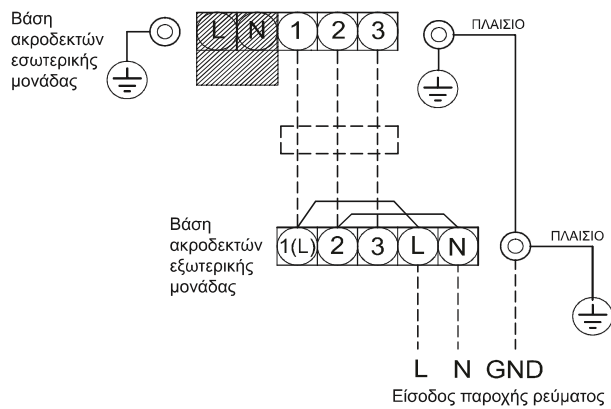 Βάση
ακροδεκτών
εσωτερικής
μονάδας
L N 1 2 3
ΠΛΑΙΣΙΟ
Βάση
ακροδεκτών
εξωτερικής
μονάδας
1(L) 2 3 L N
ΠΛΑΙΣΙΟ
L N GND
Είσοδος παροχής ρεύματος